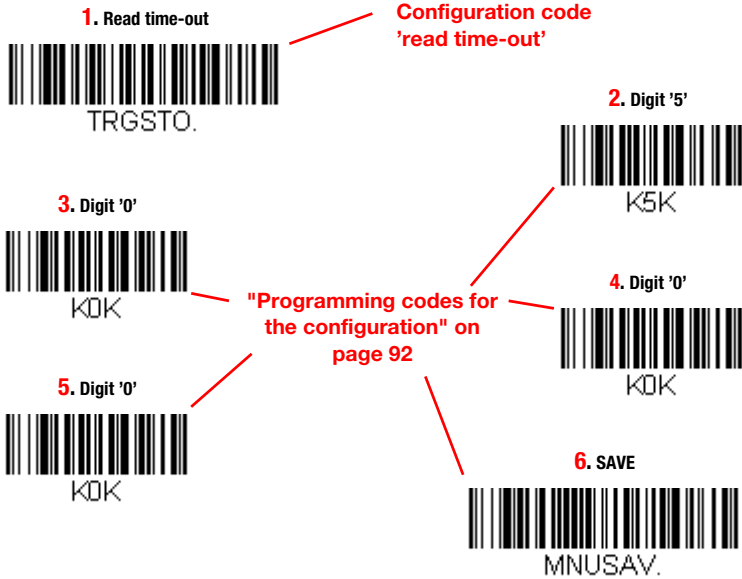 1. Read time-out
TRGSTO.
Configuration code
’read time-out’
2. Digit ’5’
K5K
3. Digit ’0’
K0K
4. Digit ’0’
K0K
"Programming codes for
the configuration" on
page 92
5. Digit ’0’
K0K
6. SAVE
MNUSAV.